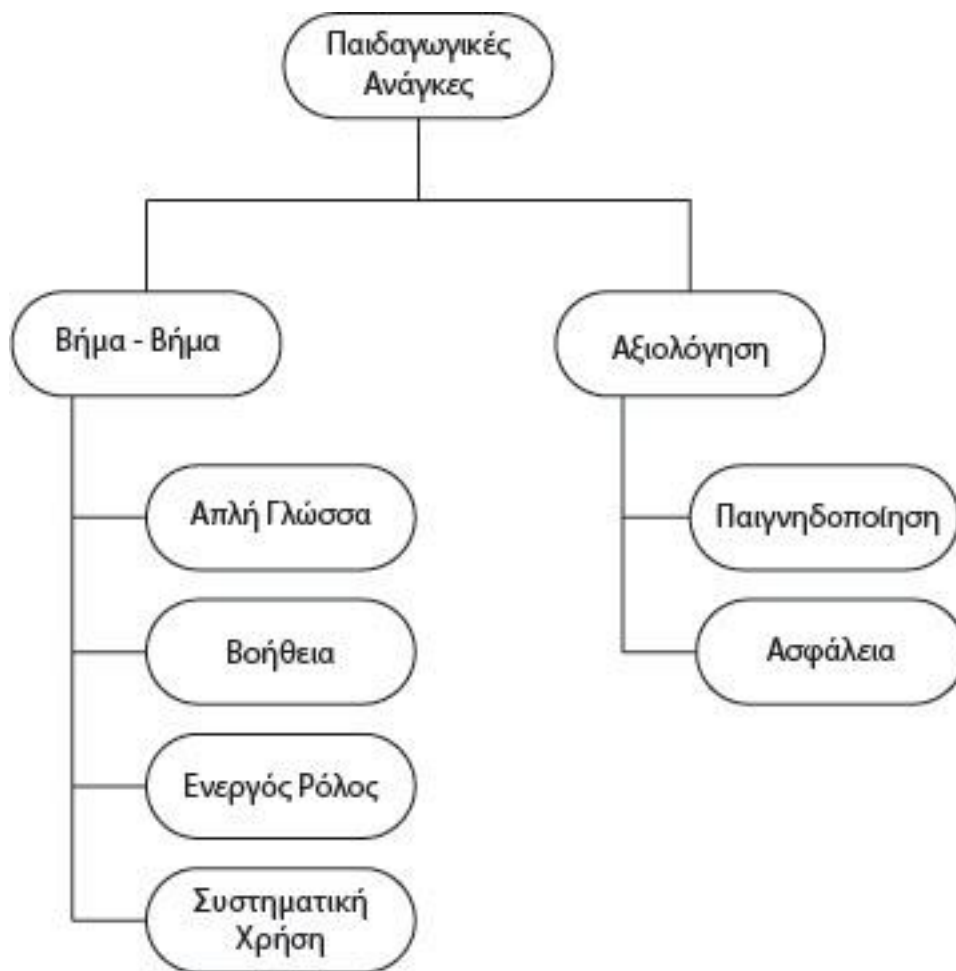 Παιδαγωγικές
Ανάγκες
Βήμα - Βήμα
Αξιολόγηση
Απλή Γλώσσα
Παιγνηδοποίηση
Βοήθεια
Ασφάλεια
Ενεργός Ρόλος
Συστηματική
Χρήση